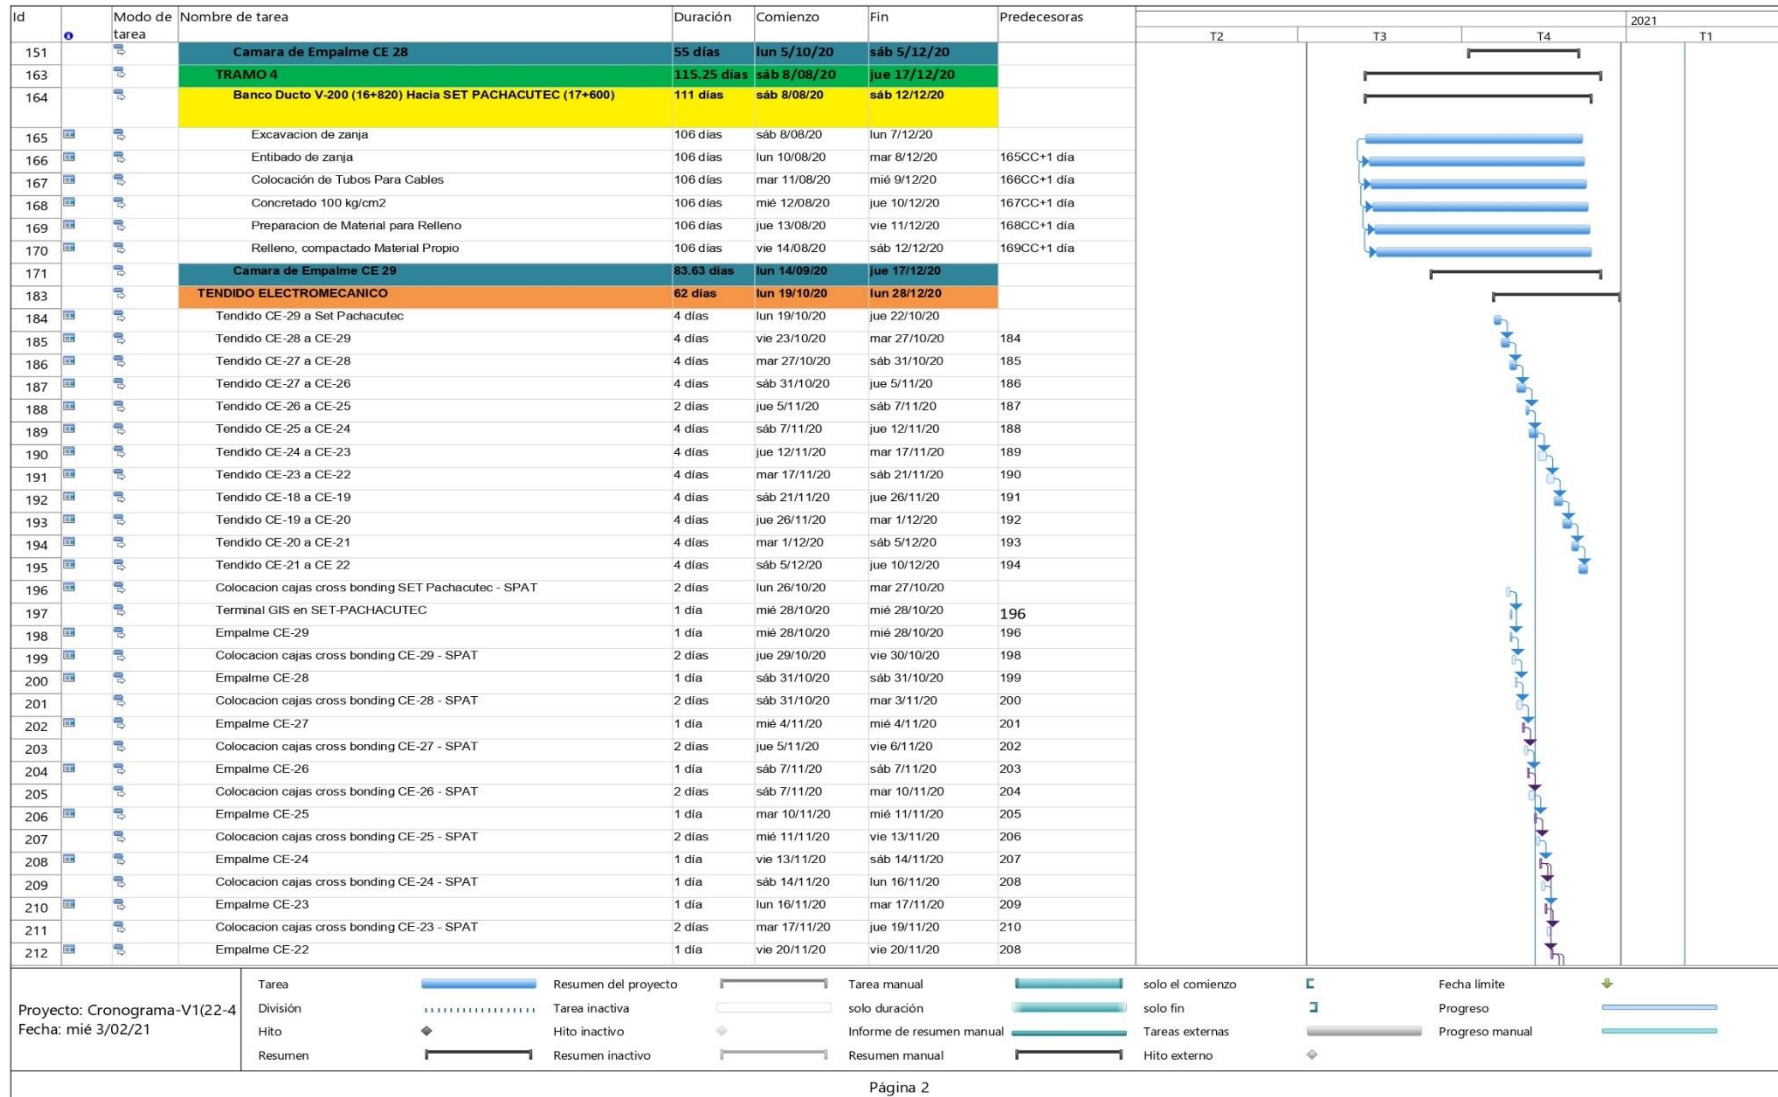 Id Modo de tarea Nombre de tarea Duración Comienzo Fin Predecesoras
2021
T2 T3 T4 T1
151 Camara de Empalme CE 28 55 días lun 5/10/20 sáb 5/12/20
163 TRAMO 4 115.25 días sáb 8/08/20 jue 17/12/20
164 Banco Ducto V-200 (16+820) Hacia SET PACHACUTEC (17+600) 111 días sáb 8/08/20 sáb 12/12/20
165 Excavacion de zanja 106 días sáb 8/08/20 lun 7/12/20
166 Entibado de zanja 106 días lun 10/08/20 mar 8/12/20 165CC+1 día
167 Colocación de Tubos Para Cables 106 días mar 11/08/20 mié 9/12/20 166CC+1 día
168 Concretado 100 kg/cm2 106 días mié 12/08/20 jue 10/12/20 167CC+1 día
169 Preparacion de Material para Relleno 106 días jue 13/08/20 vie 11/12/20 168CC+1 día
170 Relleno, compactado Material Propio 106 días vie 14/08/20 sáb 12/12/20 169CC+1 día
171 Camara de Empalme CE 29 83.63 días lun 14/09/20 jue 17/12/20
183 TENDIDO ELECTROMECANICO 62 días lun 19/10/20 lun 28/12/20
184 Tendido CE-29 a Set Pachacutec 4 días lun 19/10/20 jue 22/10/20
185 Tendido CE-28 a CE-29 4 días vie 23/10/20 mar 27/10/20 184
186 Tendido CE-27 a CE-28 4 días mar 27/10/20 sáb 31/10/20 185
187 Tendido CE-27 a CE-26 4 días sáb 31/10/20 jue 5/11/20 186
188 Tendido CE-26 a CE-25 2 días jue 5/11/20 sáb 7/11/20 187
189 Tendido CE-25 a CE-24 4 días sáb 7/11/20 jue 12/11/20 188
190 Tendido CE-24 a CE-23 4 días jue 12/11/20 mar 17/11/20 189
191 Tendido CE-23 a CE-22 4 días mar 17/11/20 sáb 21/11/20 190
192 Tendido CE-18 a CE-19 4 días sáb 21/11/20 jue 26/11/20 191
193 Tendido CE-19 a CE-20 4 días jue 26/11/20 mar 1/12/20 192
194 Tendido CE-20 a CE-21 4 días mar 1/12/20 sáb 5/12/20 193
195 Tendido CE-21 a CE 22 4 días sáb 5/12/20 jue 10/12/20 194
196 Colocacion cajas cross bonding SET Pachacutec - SPAT 2 días lun 26/10/20 mar 27/10/20
197 Terminal GIS en SET-PACHACUTEC 1 día mié 28/10/20 mié 28/10/20 196
198 Empalme CE-29 1 día mié 28/10/20 mié 28/10/20 196
199 Colocacion cajas cross bonding CE-29 - SPAT 2 días jue 29/10/20 vie 30/10/20 198
200 Empalme CE-28 1 día sáb 31/10/20 sáb 31/10/20 199
201 Colocacion cajas cross bonding CE-28 - SPAT 2 días sáb 31/10/20 mar 3/11/20 200
202 Empalme CE-27 1 día mié 4/11/20 mié 4/11/20 201
203 Colocacion cajas cross bonding CE-27 - SPAT 2 días jue 5/11/20 vie 6/11/20 202
204 Empalme CE-26 1 día sáb 7/11/20 sáb 7/11/20 203
205 Colocacion cajas cross bonding CE-26 - SPAT 2 días sáb 7/11/20 mar 10/11/20 204
206 Empalme CE-25 1 día mar 10/11/20 mié 11/11/20 205
207 Colocacion cajas cross bonding CE-25 - SPAT 2 días mié 11/11/20 vie 13/11/20 206
208 Empalme CE-24 1 día vie 13/11/20 sáb 14/11/20 207
209 Colocacion cajas cross bonding CE-24 - SPAT 1 día sáb 14/11/20 lun 16/11/20 208
210 Empalme CE-23 1 día lun 16/11/20 mar 17/11/20 209
211 Colocacion cajas cross bonding CE-23 - SPAT 2 días mar 17/11/20 jue 19/11/20 210
212 Empalme CE-22 1 día vie 20/11/20 vie 20/11/20 208
Proyecto: Cronograma-V1(22-4
Fecha: mié 3/02/21
Tarea Resumen del proyecto Tarea manual solo el comienzo Fecha límite
División Tarea inactiva solo duración solo fin Progreso
Hito Hito inactivo Informe de resumen manual Tareas externas Progreso manual
Resumen Resumen inactivo Resumen manual Hito externo
Página 2